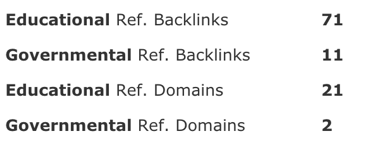 Educational Ref. Backlinks 71
Governmental Ref. Backlinks 11
Educational Ref. Domains 21
Governmental Ref. Domains 2